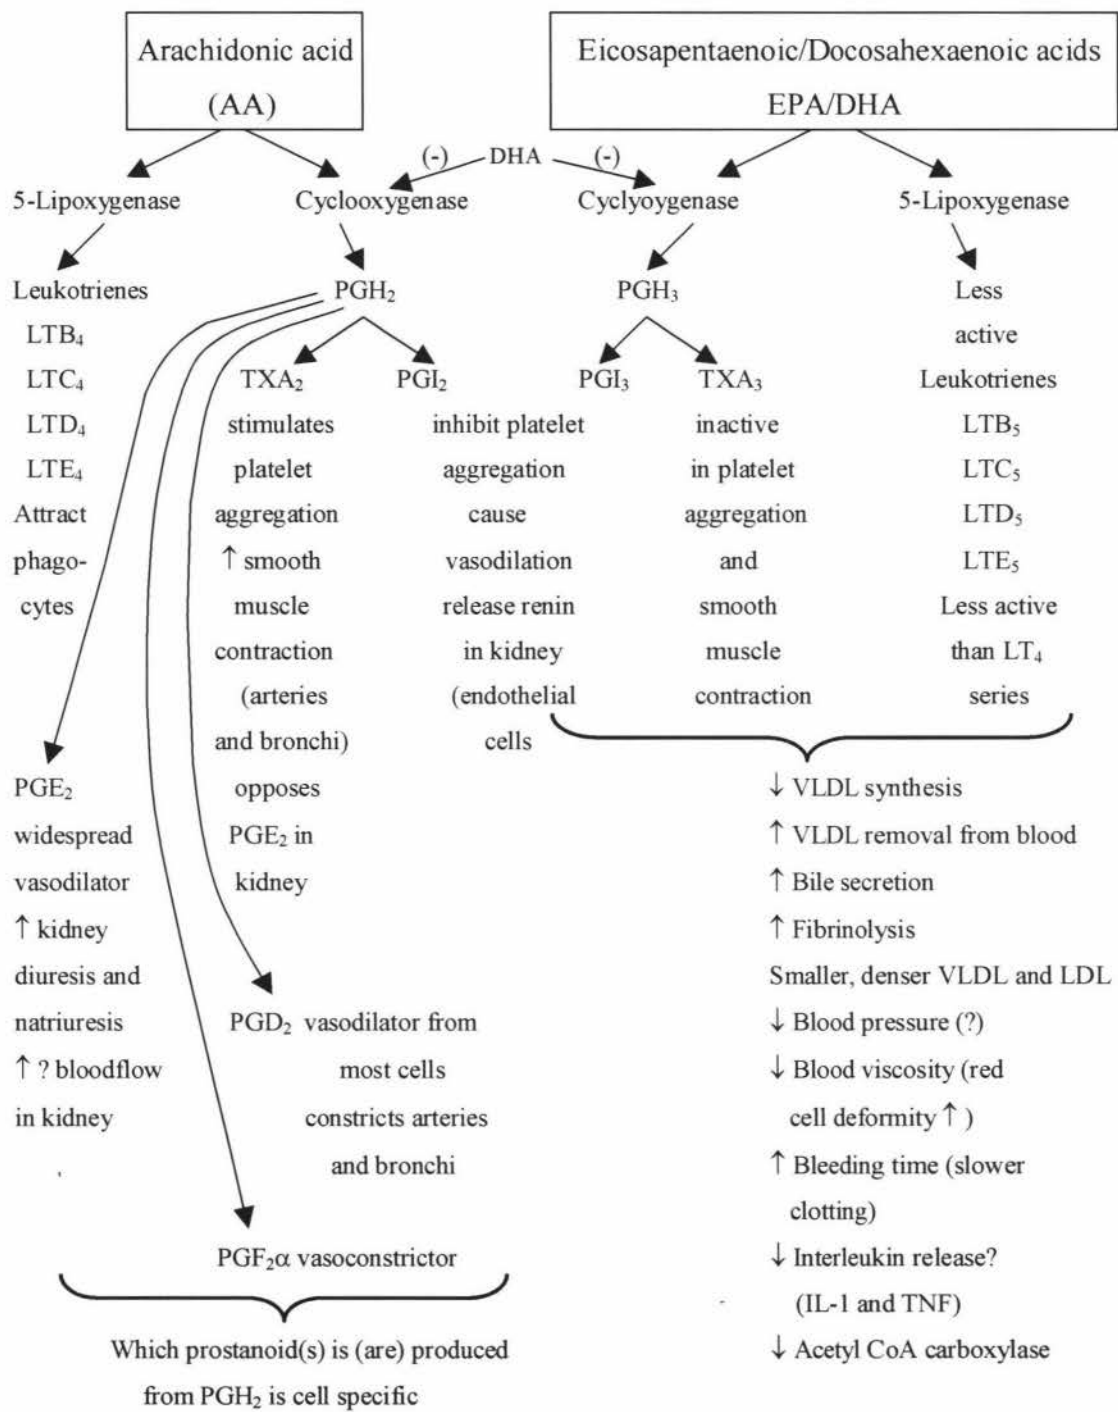 Arachidonic acid
(AA)
Eicosapentaenoic/Docosahexaenoic acids
EPA/DHA
(-) DHA (-)
5-Lipoxygenase
Cyclooxygenase
Cyclyoygenase
5-Lipoxygenase
Leukotrienes
LTB₄
LTC₄
LTD₄
LTE₄
Attract
phago-
cytes
PGH₂
TXA₂
stimulates
platelet
aggregation
↑ smooth
muscle
contraction
(arteries
and bronchi)
opposes
PGE₂ in
kidney
PGI₂
PGI₃
inhibit platelet
aggregation
cause
vasodilation
release renin
in kidney
(endothelial
cells
PGH₃
TXA₃
inactive
in platelet
aggregation
and
smooth
muscle
contraction
Less
active
Leukotrienes
LTB₅
LTC₅
LTD₅
LTE₅
Less active
than LT₄
series
PGE₂
widespread
vasodilator
↑ kidney
diuresis and
natriuresis
↑ ? bloodflow
in kidney
PGD₂ vasodilator from
most cells
constricts arteries
and bronchi
PGF₂α vasoconstrictor
Which prostanoid(s) is (are) produced
from PGH₂ is cell specific
↓ VLDL synthesis
↑ VLDL removal from blood
↑ Bile secretion
↑ Fibrinolysis
Smaller, denser VLDL and LDL
↓ Blood pressure (?)
↓ Blood viscosity (red
cell deformity ↑ )
↑ Bleeding time (slower
clotting)
↓ Interleukin release?
(IL-1 and TNF)
↓ Acetyl CoA carboxylase